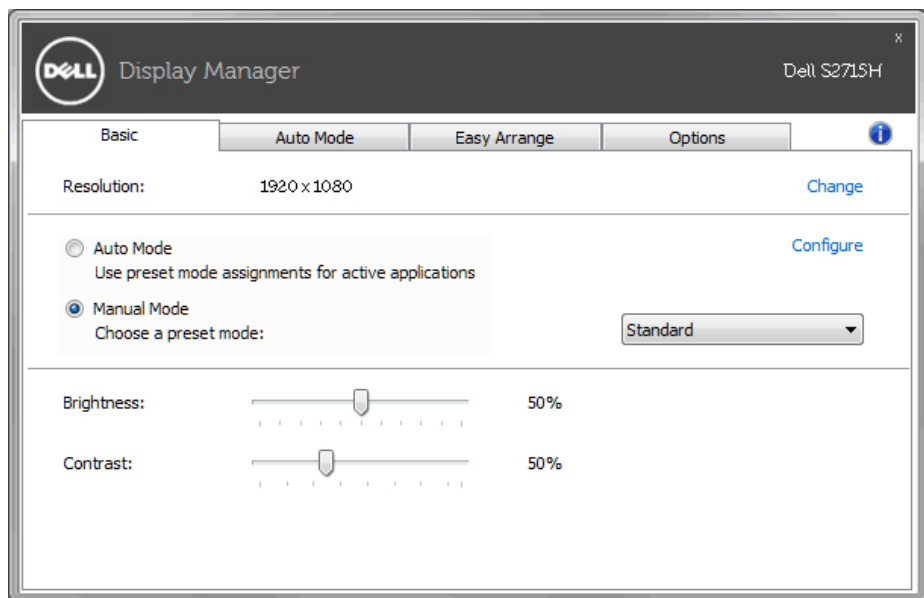 DELL Display Manager
x
Dell S2715H
Basic Auto Mode Easy Arrange Options i
Resolution: 1920 x 1080 Change
Auto Mode Configure
Use preset mode assignments for active applications
Manual Mode
Choose a preset mode: Standard
Brightness: 50%
Contrast: 50%